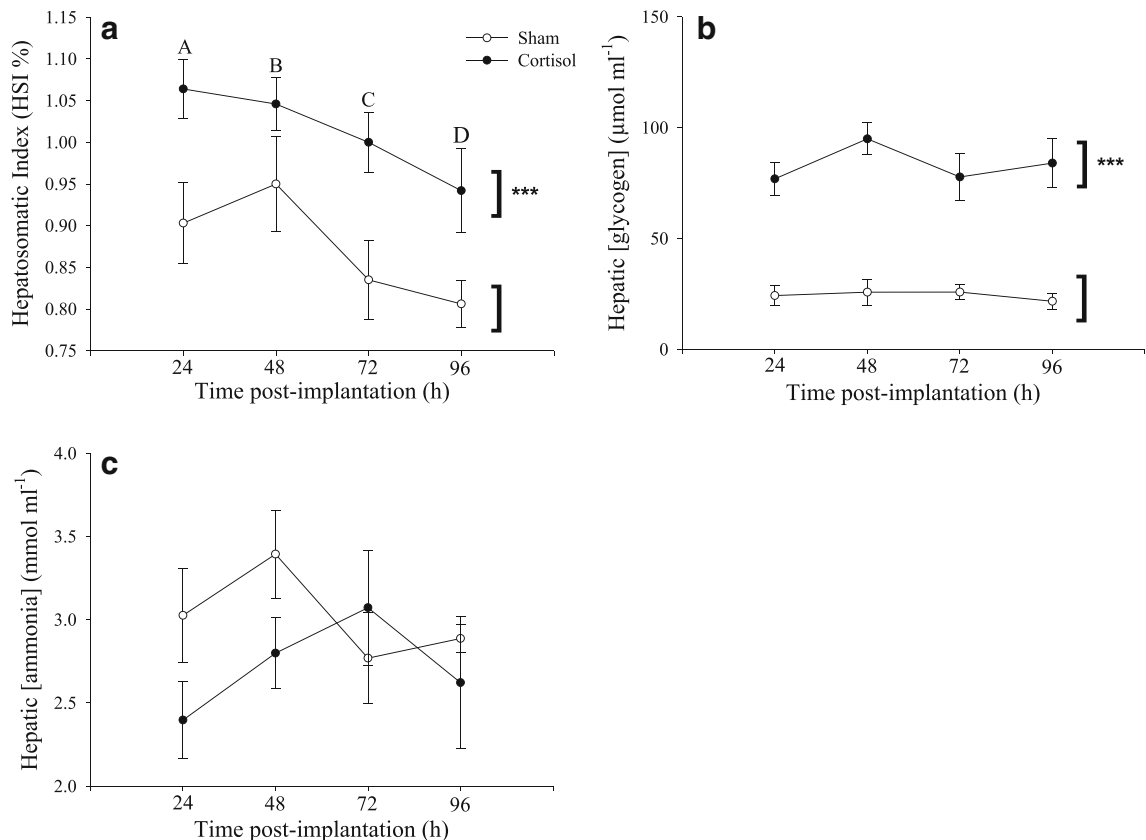 a
Sham
Cortisol
A
B
C
D
***
Hepatosomatic Index (HSI %)
1.15
1.10
1.05
1.00
0.95
0.90
0.85
0.80
0.75
24 48 72 96
Time post-implantation (h)
b
***
Hepatic [glycogen] (μmol ml⁻¹)
150
100
50
0
24 48 72 96
Time post-implantation (h)
c
Hepatic [ammonia] (mmol ml⁻¹)
4.0
3.5
3.0
2.5
2.0
24 48 72 96
Time post-implantation (h)